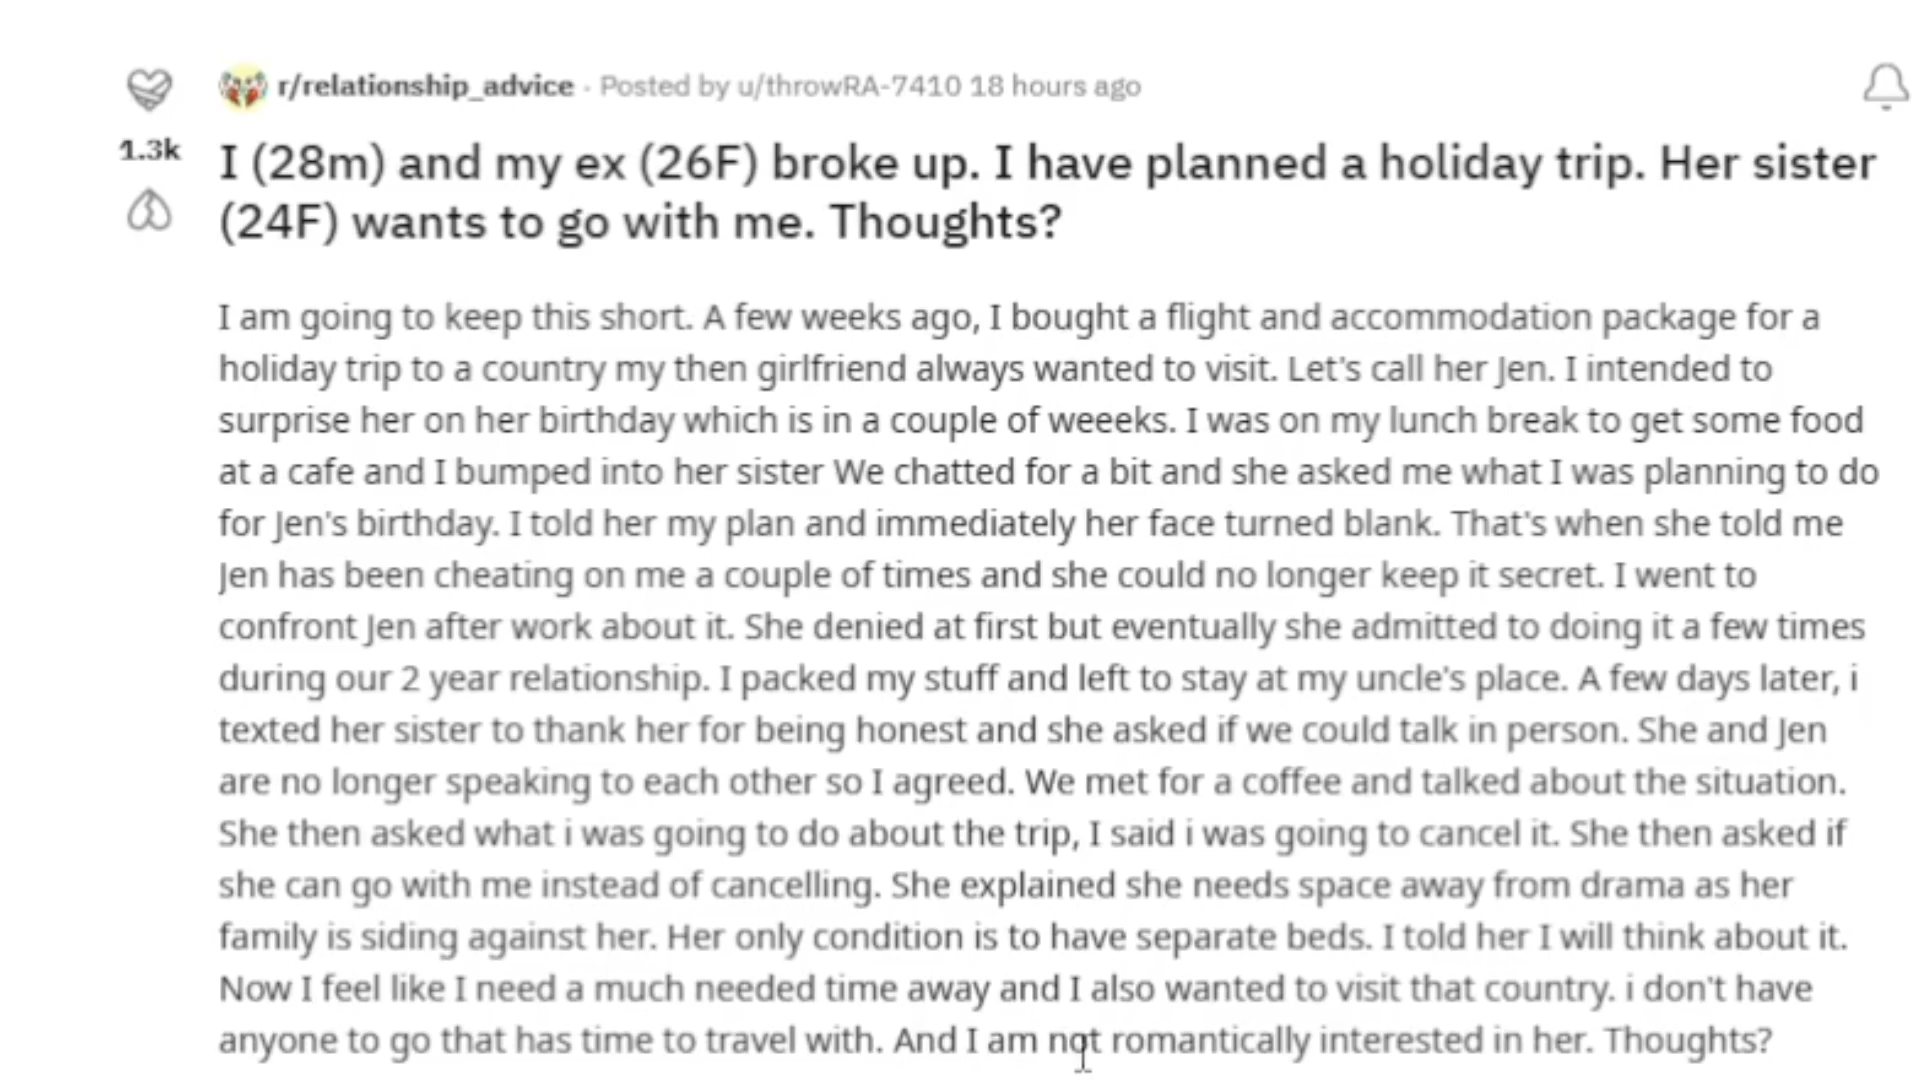 r/relationship_advice · Posted by u/throwRA-7410 18 hours ago
1.3k
I (28m) and my ex (26F) broke up. I have planned a holiday trip. Her sister
(24F) wants to go with me. Thoughts?
I am going to keep this short. A few weeks ago, I bought a flight and accommodation package for a
holiday trip to a country my then girlfriend always wanted to visit. Let's call her Jen. I intended to
surprise her on her birthday which is in a couple of weeeks. I was on my lunch break to get some food
at a cafe and I bumped into her sister We chatted for a bit and she asked me what I was planning to do
for Jen's birthday. I told her my plan and immediately her face turned blank. That's when she told me
Jen has been cheating on me a couple of times and she could no longer keep it secret. I went to
confront Jen after work about it. She denied at first but eventually she admitted to doing it a few times
during our 2 year relationship. I packed my stuff and left to stay at my uncle's place. A few days later, i
texted her sister to thank her for being honest and she asked if we could talk in person. She and Jen
are no longer speaking to each other so I agreed. We met for a coffee and talked about the situation.
She then asked what i was going to do about the trip, I said i was going to cancel it. She then asked if
she can go with me instead of cancelling. She explained she needs space away from drama as her
family is siding against her. Her only condition is to have separate beds. I told her I will think about it.
Now I feel like I need a much needed time away and I also wanted to visit that country. i don't have
anyone to go that has time to travel with. And I am not romantically interested in her. Thoughts?